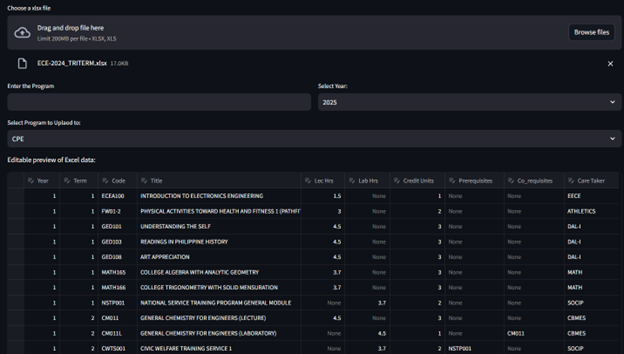 Choose a xlsx file
Drag and drop file here
Limit 200MB per file • XLSX, XLS
Browse files
ECE-2024_TRITERM.xlsx 17.0KB
Enter the Program
Select Year:
2025
Select Program to Uplaod to:
CPE
Editable preview of Excel data:
Year Term Code Title Lec Hrs Lab Hrs Credit Units Prerequisites Co_requisites Care Taker
1 1 ECEA100 INTRODUCTION TO ELECTRONICS ENGINEERING 1.5 None 1 None None EECE
1 1 FW01-2 PHYSICAL ACTIVITIES TOWARD HEALTH AND FITNESS 1 (PATHFIT 3 None 2 None None ATHLETICS
1 1 GED101 UNDERSTANDING THE SELF 4.5 None 3 None None DAL-I
1 1 GED103 READINGS IN PHILIPPINE HISTORY 4.5 None 3 None None DAL-I
1 1 GED108 ART APPRECIATION 4.5 None 3 None None DAL-I
1 1 MATH165 COLLEGE ALGEBRA WITH ANALYTIC GEOMETRY 3.7 None 3 None None MATH
1 1 MATH166 COLLEGE TRIGONOMETRY WITH SOLID MENSURATION 3.7 None 3 None None MATH
1 1 NSTP001 NATIONAL SERVICE TRAINING PROGRAM GENERAL MODULE None 3.7 2 None None SOCIP
1 2 CM011 GENERAL CHEMISTRY FOR ENGINEERS (LECTURE) 4.5 None 3 None None CBMES
1 2 CM011L GENERAL CHEMISTRY FOR ENGINEERS (LABORATORY) None 4.5 1 None CM011 CBMES
1 2 CWTS001 CIVIC WELFARE TRAINING SERVICE 1 None 3.7 2 NSTP001 None SOCIP